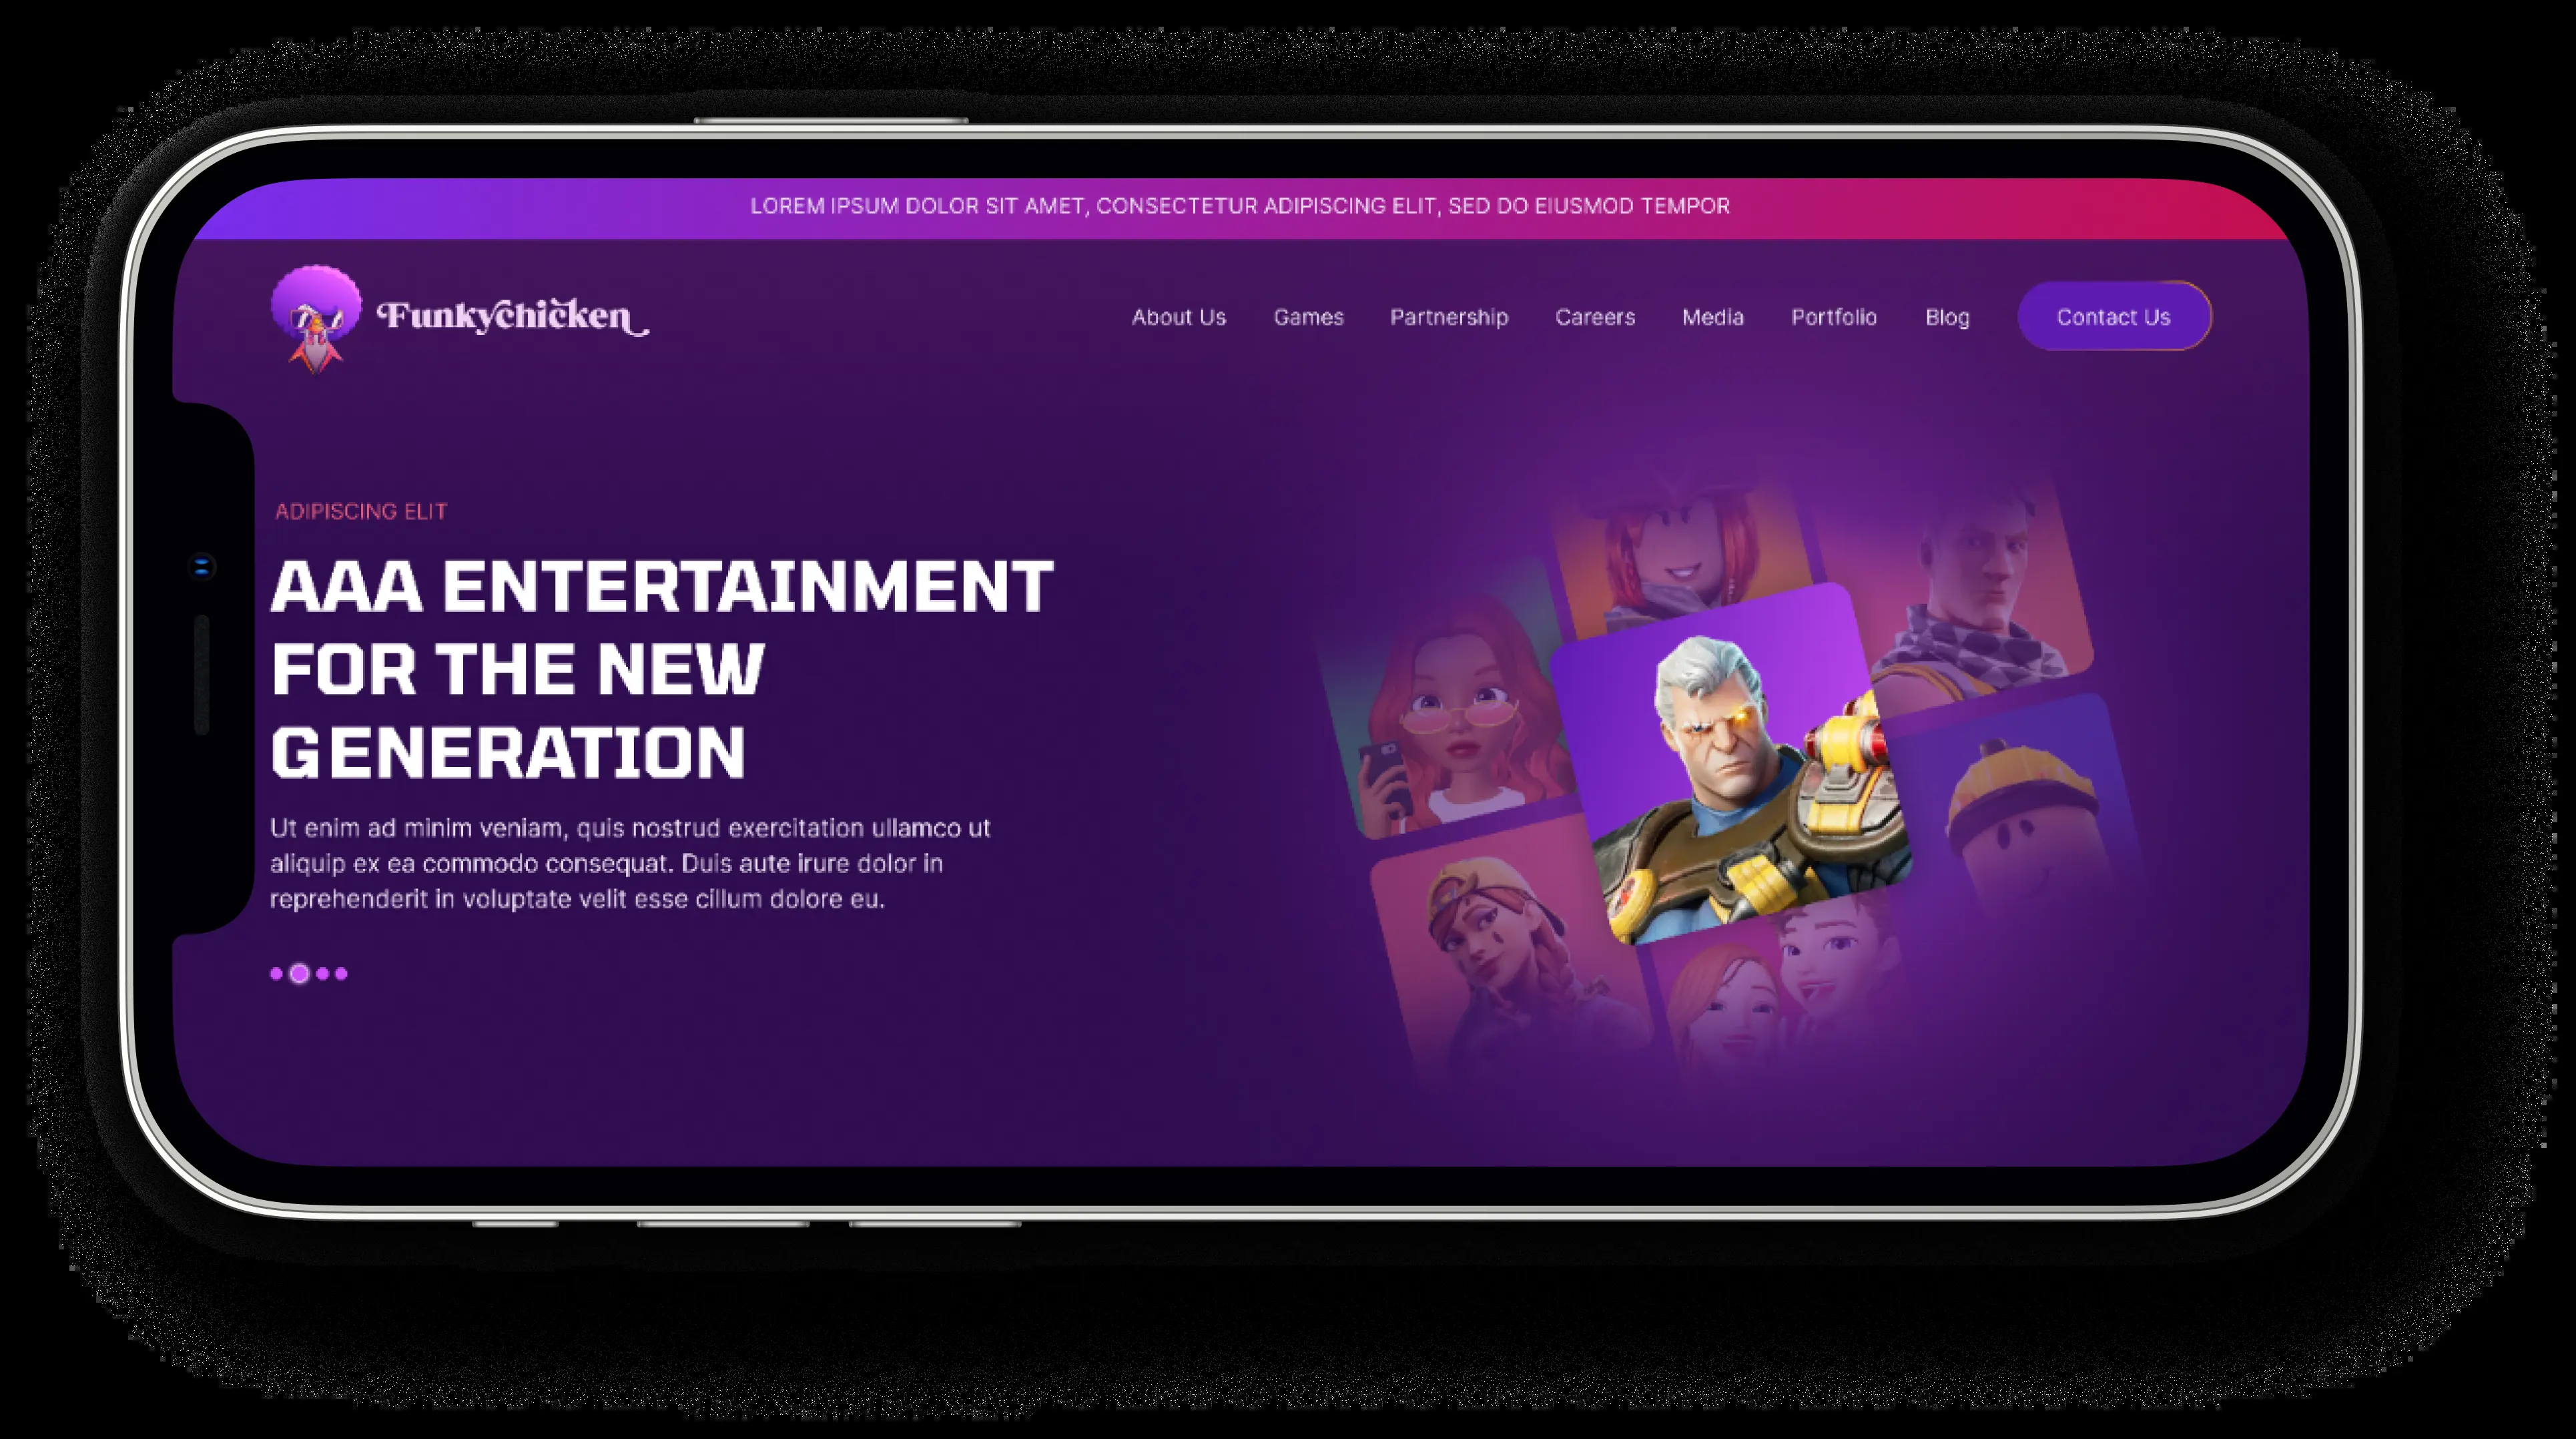 LOREM IPSUM DOLOR SIT AMET, CONSECTETUR ADIPISCING ELIT, SED DO EIUSMOD TEMPOR
Funkychicken
About Us
Games
Partnership
Careers
Media
Portfolio
Blog
Contact Us
ADIPISCING ELIT
AAA ENTERTAINMENT
FOR THE NEW
GENERATION
Ut enim ad minim veniam, quis nostrud exercitation ullamco ut
aliquip ex ea commodo consequat. Duis aute irure dolor in
reprehenderit in voluptate velit esse cillum dolore eu.